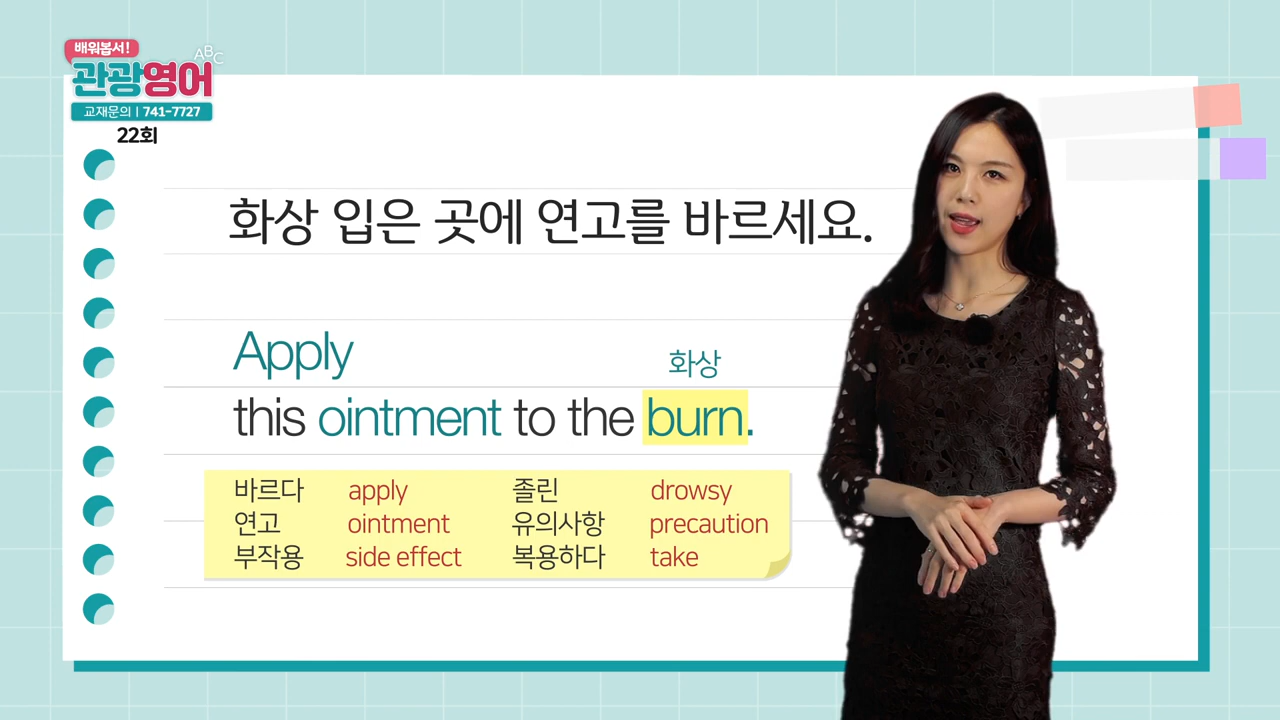 배워봅서!
ABC
관광영어
교재문의 | 741-7727
22회
화상 입은 곳에 연고를 바르세요.
Apply
화상
this ointment to the burn.
바르다 apply 졸린 drowsy
연고 ointment 유의사항 precaution
부작용 side effect 복용하다 take